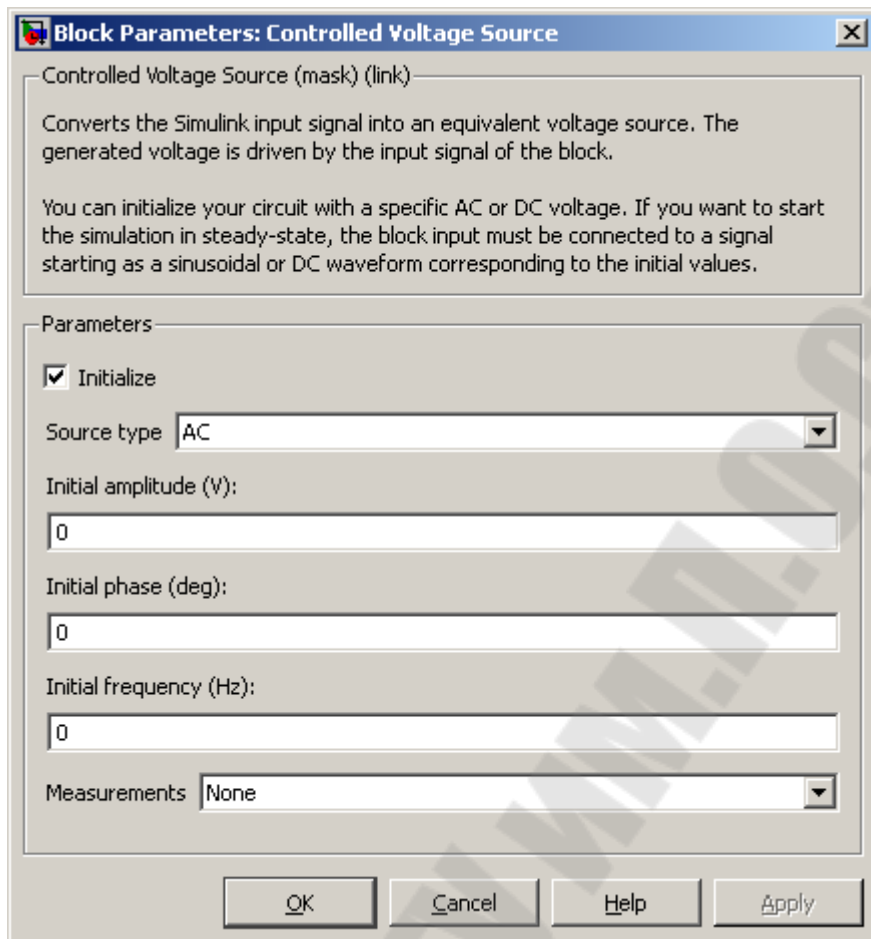 Block Parameters: Controlled Voltage Source
Controlled Voltage Source (mask) (link)
Converts the Simulink input signal into an equivalent voltage source. The
generated voltage is driven by the input signal of the block.
You can initialize your circuit with a specific AC or DC voltage. If you want to start
the simulation in steady-state, the block input must be connected to a signal
starting as a sinusoidal or DC waveform corresponding to the initial values.
Parameters
Initialize
Source type AC
Initial amplitude (V):
0
Initial phase (deg):
0
Initial frequency (Hz):
0
Measurements None
OK Cancel Help Apply
им.П.О.